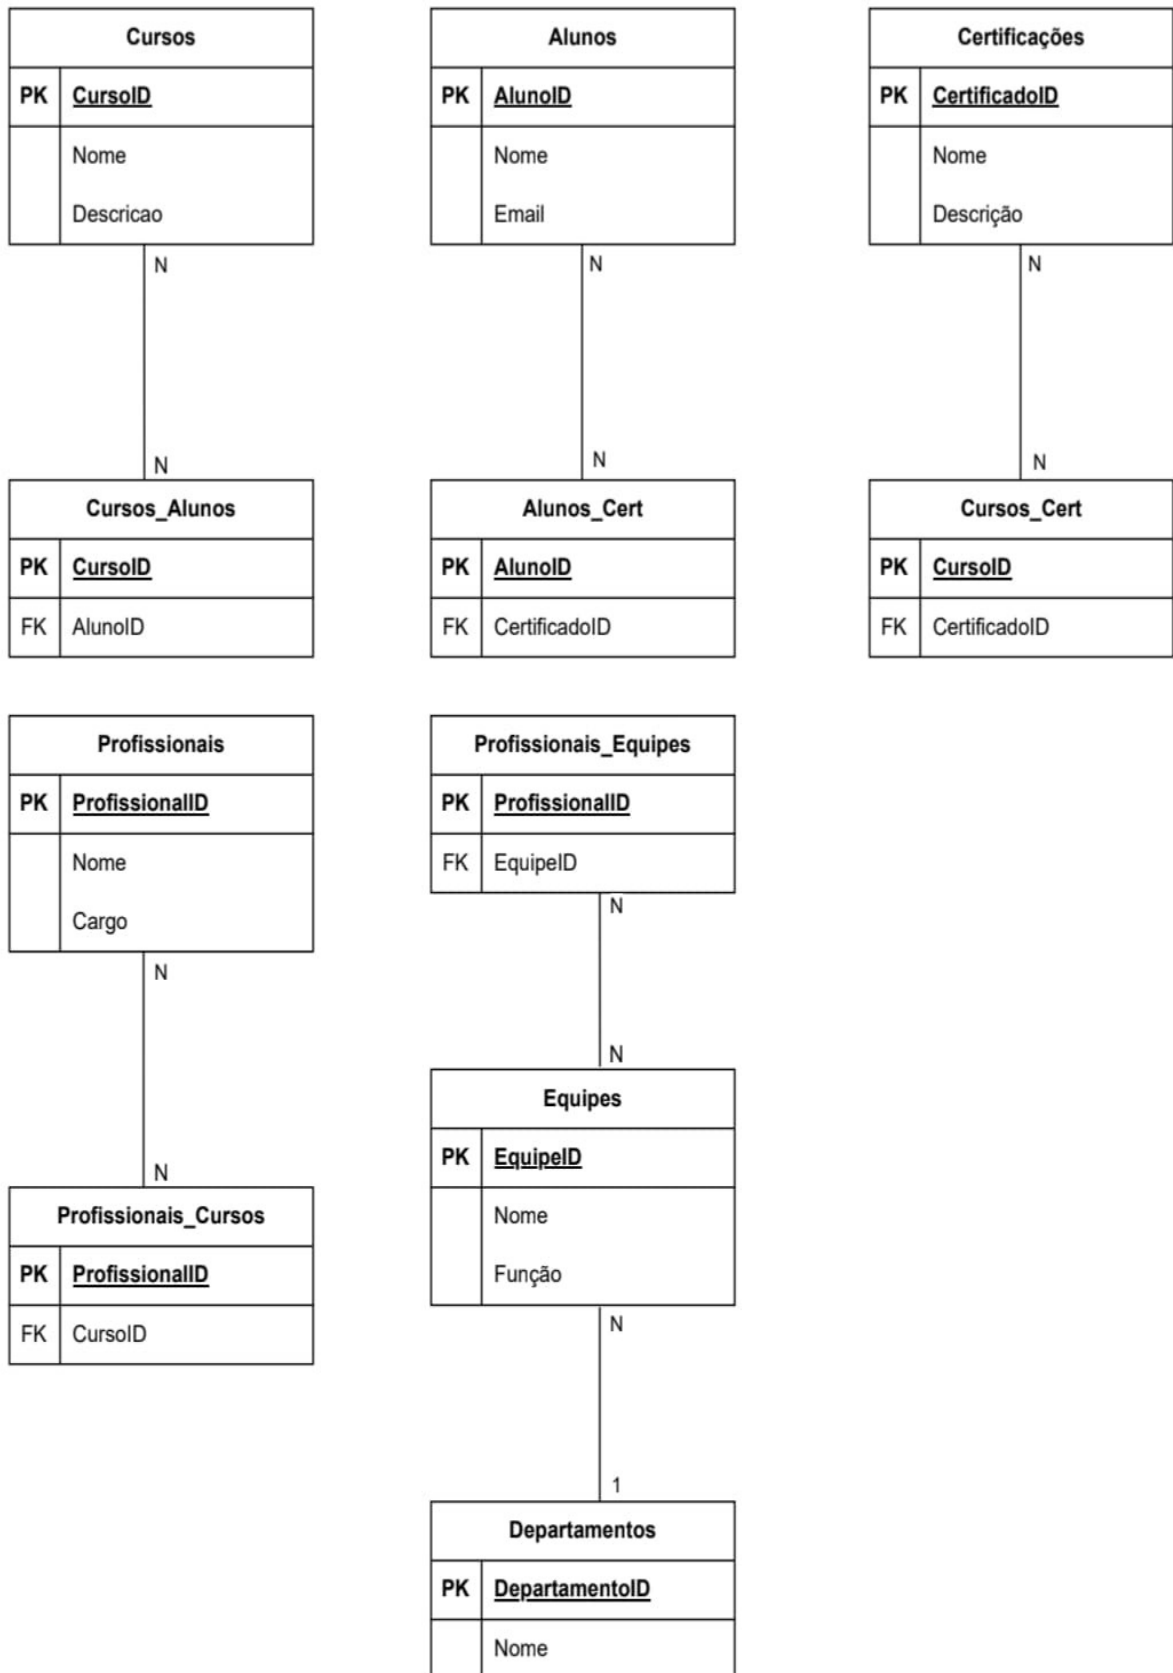 Cursos
PK CursoID
Nome
Descricao
Alunos
PK AlunoID
Nome
Email
Certificações
PK CertificadoID
Nome
Descrição
N
N
N
N
N
N
Cursos_Alunos
PK CursoID
FK AlunoID
Alunos_Cert
PK AlunoID
FK CertificadoID
Cursos_Cert
PK CursoID
FK CertificadoID
Profissionais
PK ProfissionalID
Nome
Cargo
Profissionais_Equipes
PK ProfissionalID
FK EquipeID
N
N
N
N
Profissionais_Cursos
PK ProfissionalID
FK CursoID
Equipes
PK EquipeID
Nome
Função
N
1
Departamentos
PK DepartamentoID
Nome